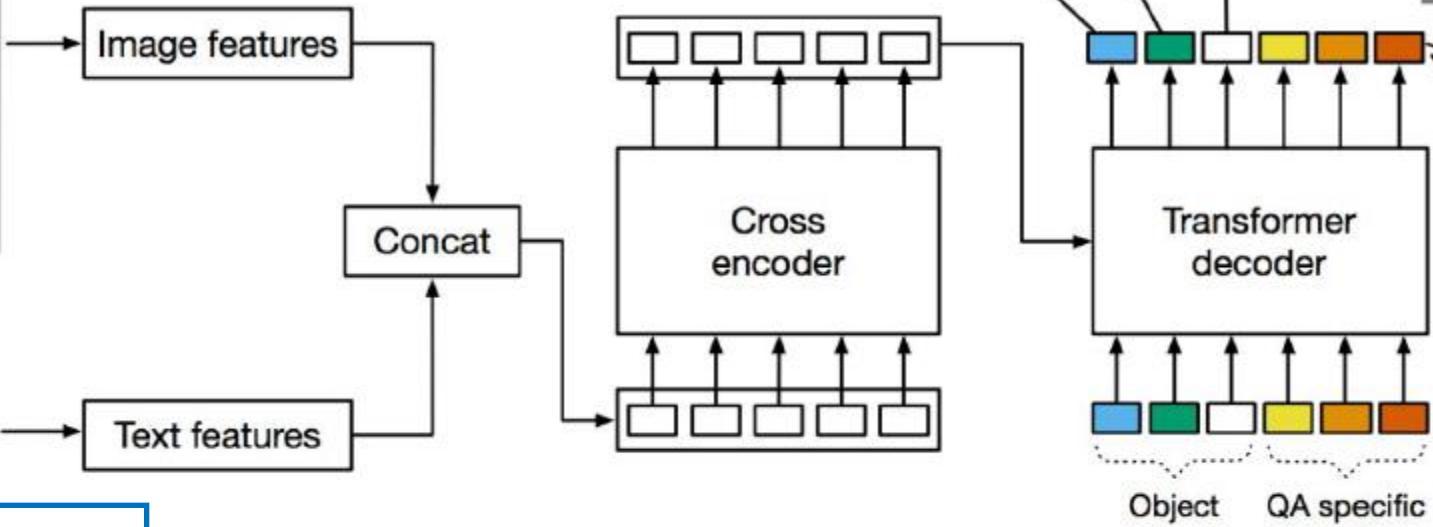 Image features
Concat
Text features
Cross
encoder
Transformer
decoder
Object
QA specific